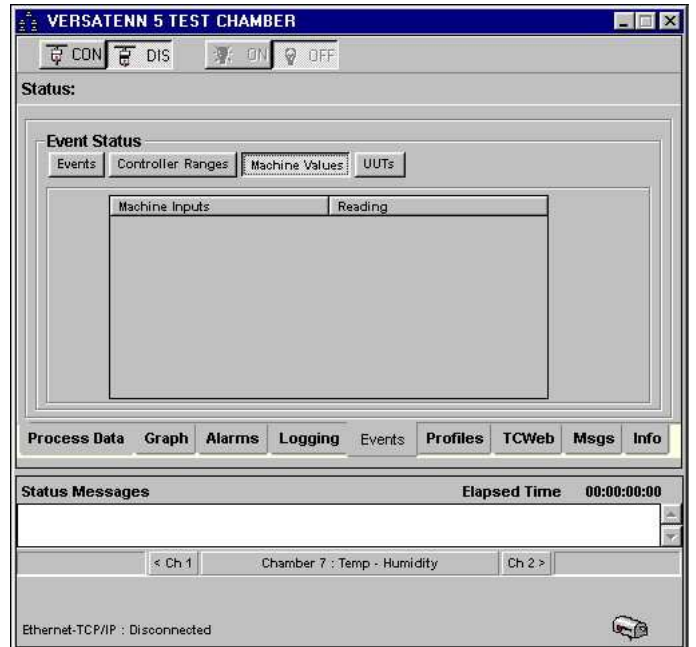 VERSATENN 5 TEST CHAMBER
CON DIS ON OFF
Status:
Event Status
Events Controller Ranges Machine Values UUTs
Machine Inputs Reading
Process Data Graph Alarms Logging Events Profiles TCWeb Msgs Info
Status Messages Elapsed Time 00:00:00:00
< Ch 1 Chamber 7 : Temp - Humidity Ch 2 >
Ethernet-TCP/IP : Disconnected